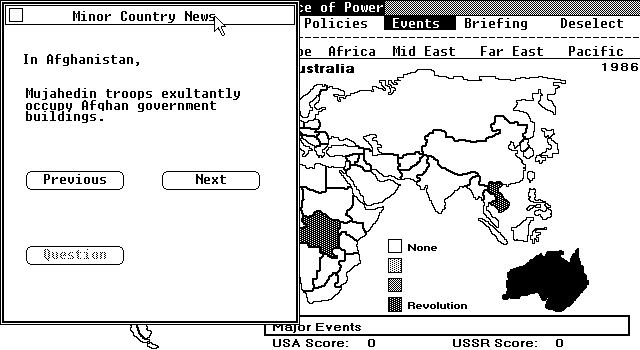 Minor Country News
ce of Power
Policies Events Briefing Deselect
Africa Mid East Far East Pacific
ustralia 1986
In Afghanistan,
Mujahedin troops exultantly
occupy Afghan government
buildings.
Previous Next
Question
None
Revolution
Major Events
USA Score: 0 USSR Score: 0